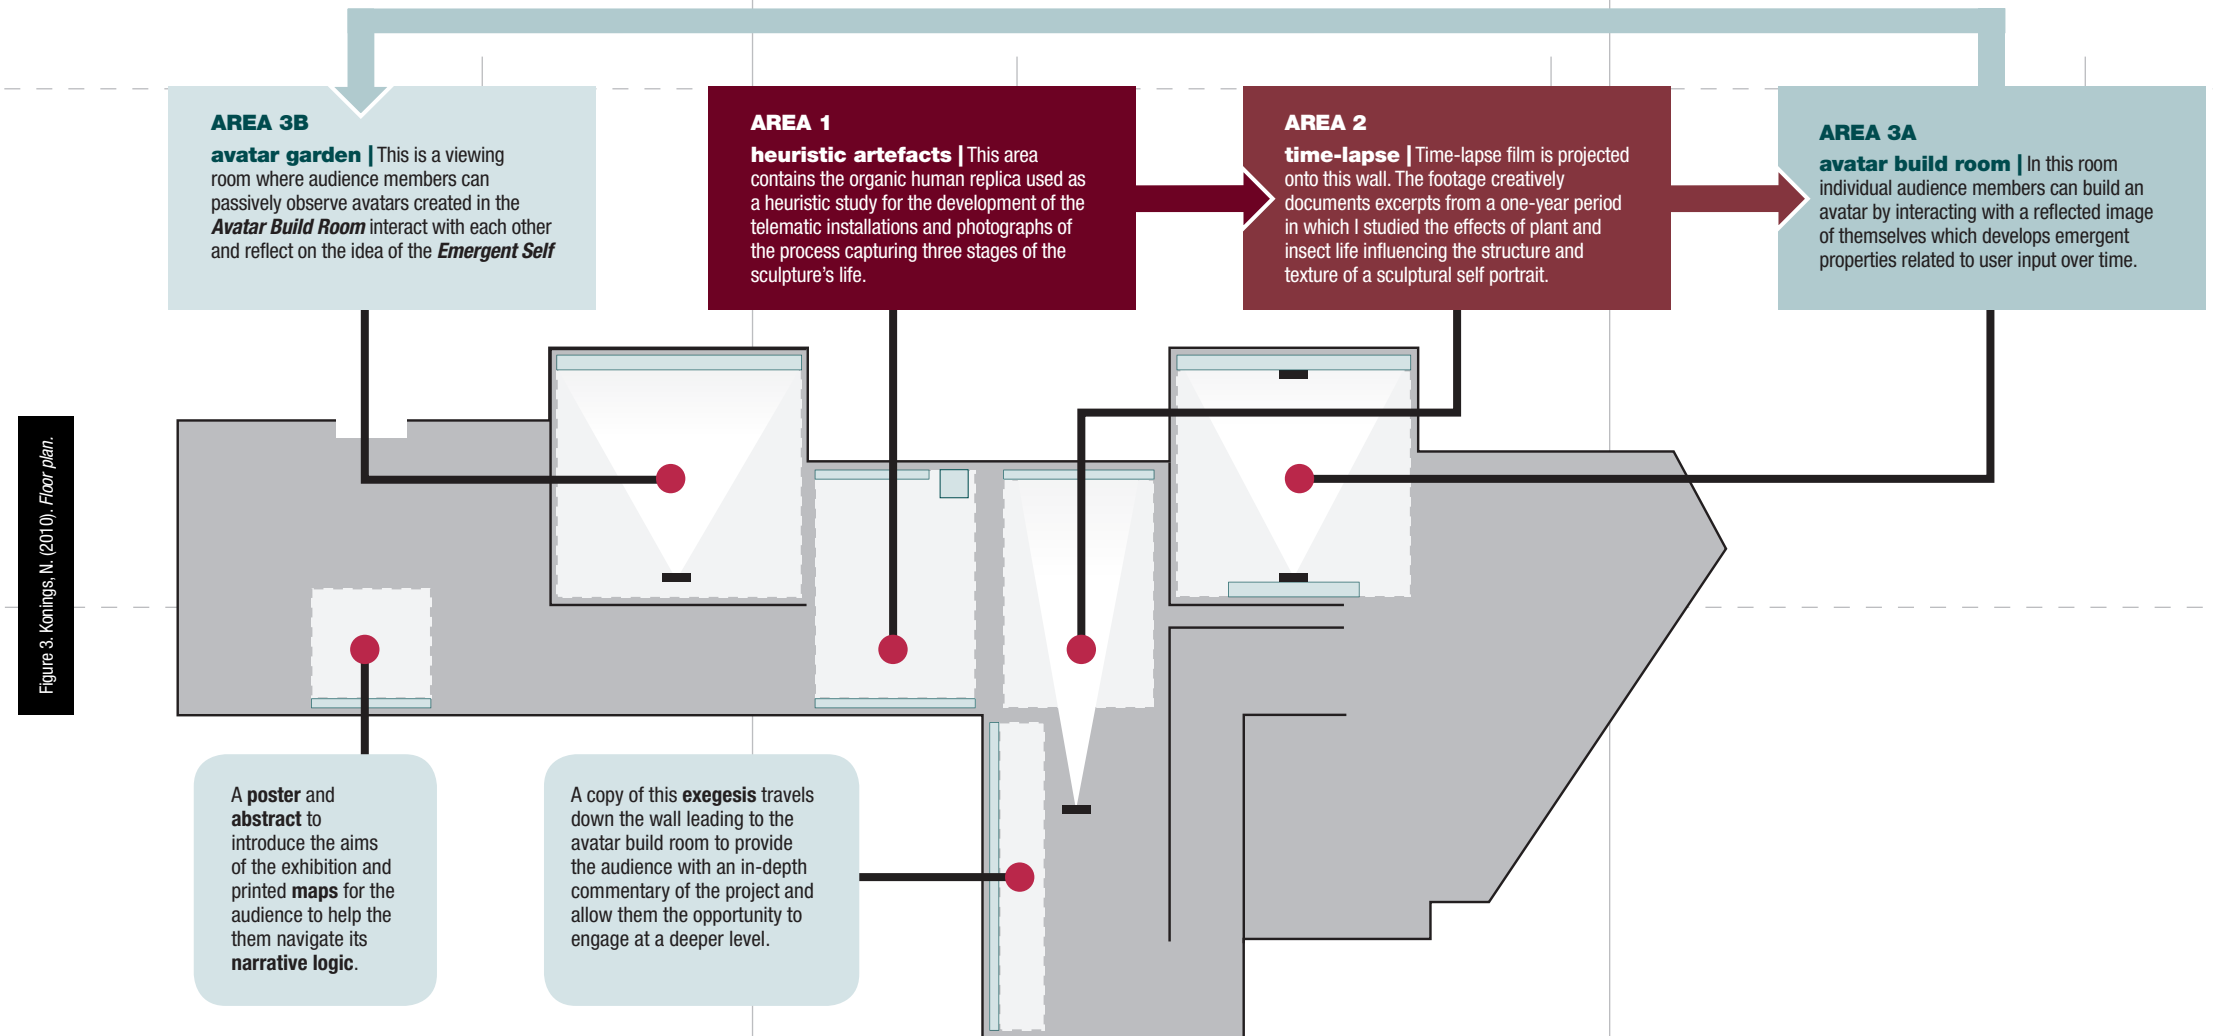 AREA 3B
avatar garden | This is a viewing
room where audience members can
passively observe avatars created in the
Avatar Build Room interact with each other
and reflect on the idea of the Emergent Self
AREA 1
heuristic artefacts | This area
contains the organic human replica used as
a heuristic study for the development of the
telematic installations and photographs of
the process capturing three stages of the
sculpture's life.
AREA 2
time-lapse | Time-lapse film is projected
onto this wall. The footage creatively
documents excerpts from a one-year period
in which I studied the effects of plant and
insect life influencing the structure and
texture of a sculptural self portrait.
AREA 3A
avatar build room | In this room
individual audience members can build an
avatar by interacting with a reflected image
of themselves which develops emergent
properties related to user input over time.
Figure 3. Konings, N. (2010). Floor plan.
A poster and
abstract to
introduce the aims
of the exhibition and
printed maps for the
audience to help the
them navigate its
narrative logic.
A copy of this exegesis travels
down the wall leading to the
avatar build room to provide
the audience with an in-depth
commentary of the project and
allow them the opportunity to
engage at a deeper level.